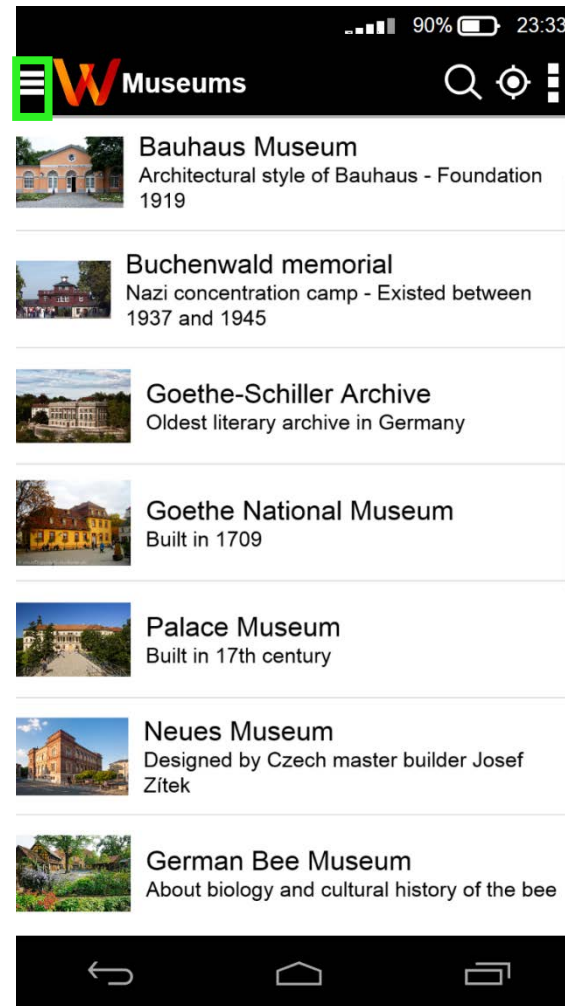 90% 23:33
Museums
Bauhaus Museum
Architectural style of Bauhaus - Foundation
1919
Buchenwald memorial
Nazi concentration camp - Existed between
1937 and 1945
Goethe-Schiller Archive
Oldest literary archive in Germany
Goethe National Museum
Built in 1709
Palace Museum
Built in 17th century
Neues Museum
Designed by Czech master builder Josef
Zítek
German Bee Museum
About biology and cultural history of the bee